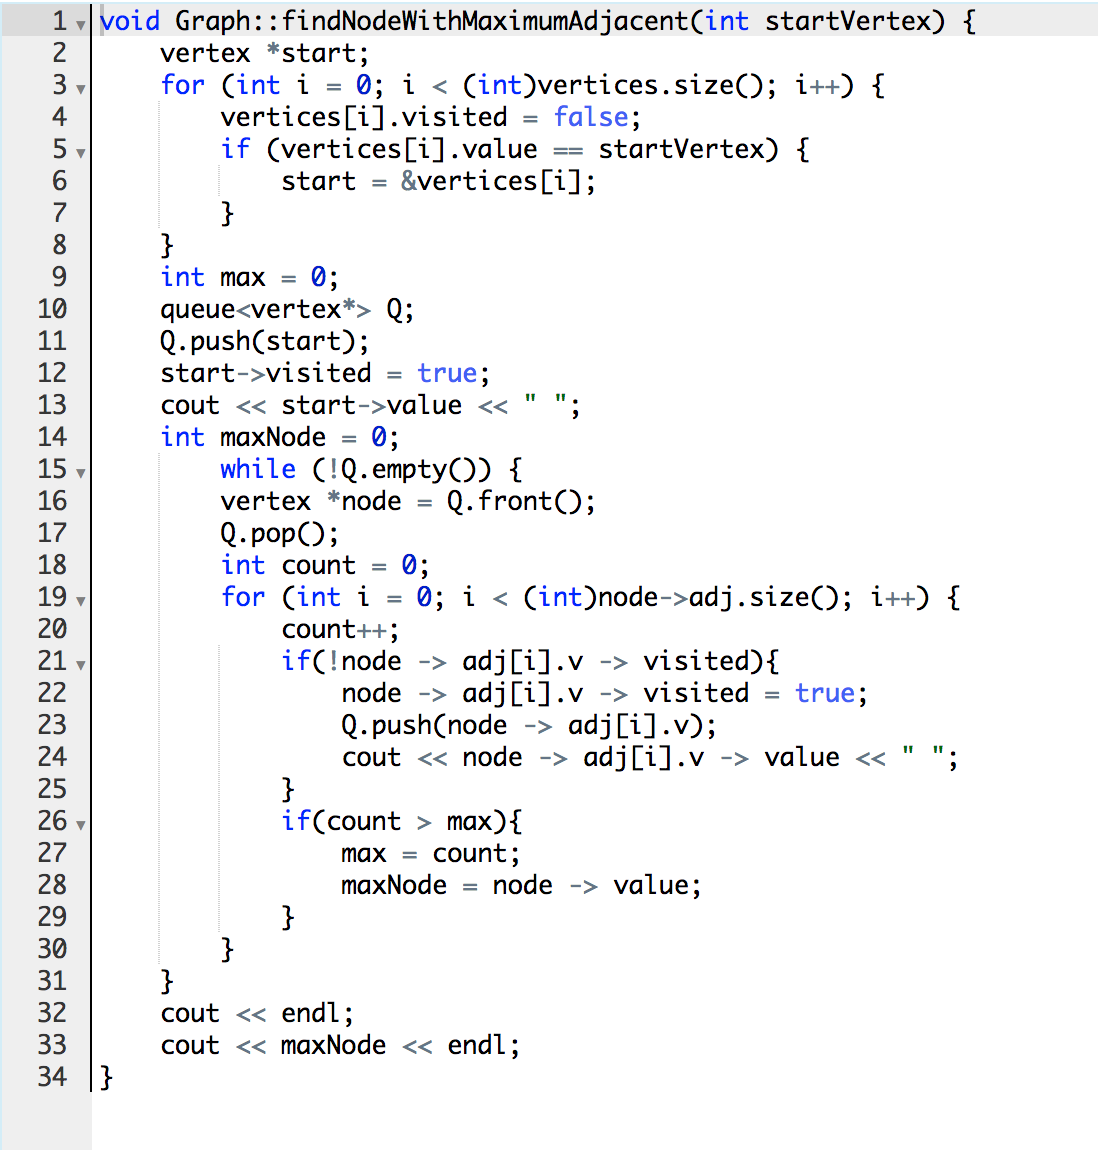 1 void Graph::findNodeWithMaximumAdjacent(int startVertex) {
2     vertex *start;
3     for (int i = 0; i < (int)vertices.size(); i++) {
4         vertices[i].visited = false;
5         if (vertices[i].value == startVertex) {
6             start = &vertices[i];
7         }
8     }
9     int max = 0;
10     queue<vertex*> Q;
11     Q.push(start);
12     start->visited = true;
13     cout << start->value << " ";
14     int maxNode = 0;
15         while (!Q.empty()) {
16         vertex *node = Q.front();
17         Q.pop();
18         int count = 0;
19         for (int i = 0; i < (int)node->adj.size(); i++) {
20             count++;
21             if(!node -> adj[i].v -> visited){
22                 node -> adj[i].v -> visited = true;
23                 Q.push(node -> adj[i].v);
24                 cout << node -> adj[i].v -> value << " ";
25             }
26             if(count > max){
27                 max = count;
28                 maxNode = node -> value;
29             }
30         }
31     }
32     cout << endl;
33     cout << maxNode << endl;
34 }